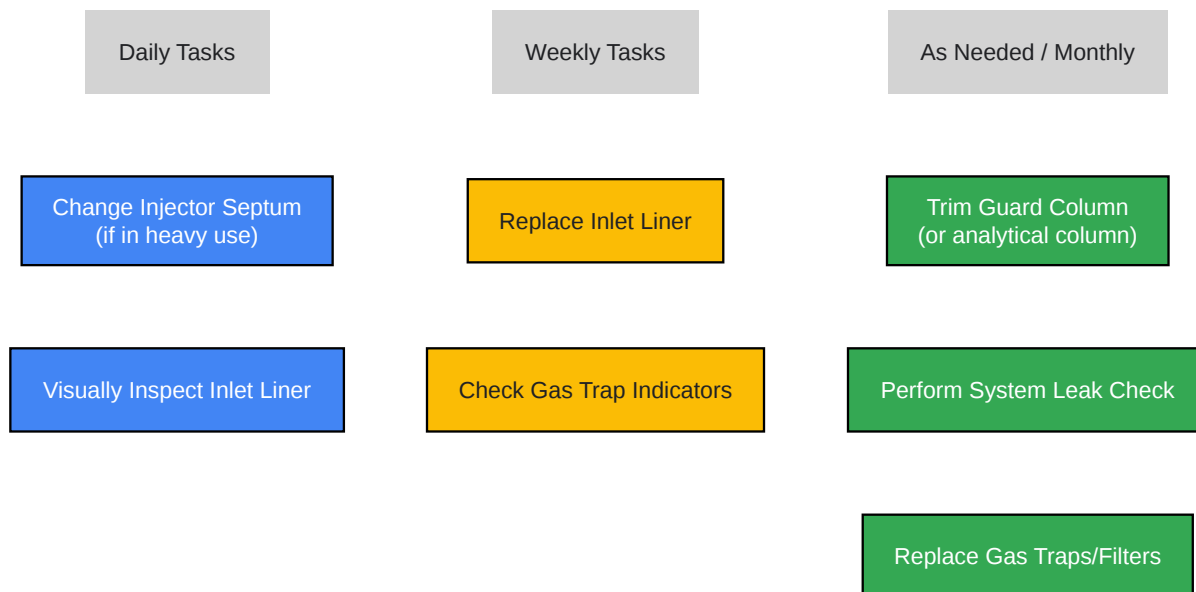 Daily Tasks
Weekly Tasks
As Needed / Monthly
Change Injector Septum
(if in heavy use)
Replace Inlet Liner
Trim Guard Column
(or analytical column)
Visually Inspect Inlet Liner
Check Gas Trap Indicators
Perform System Leak Check
Replace Gas Traps/Filters